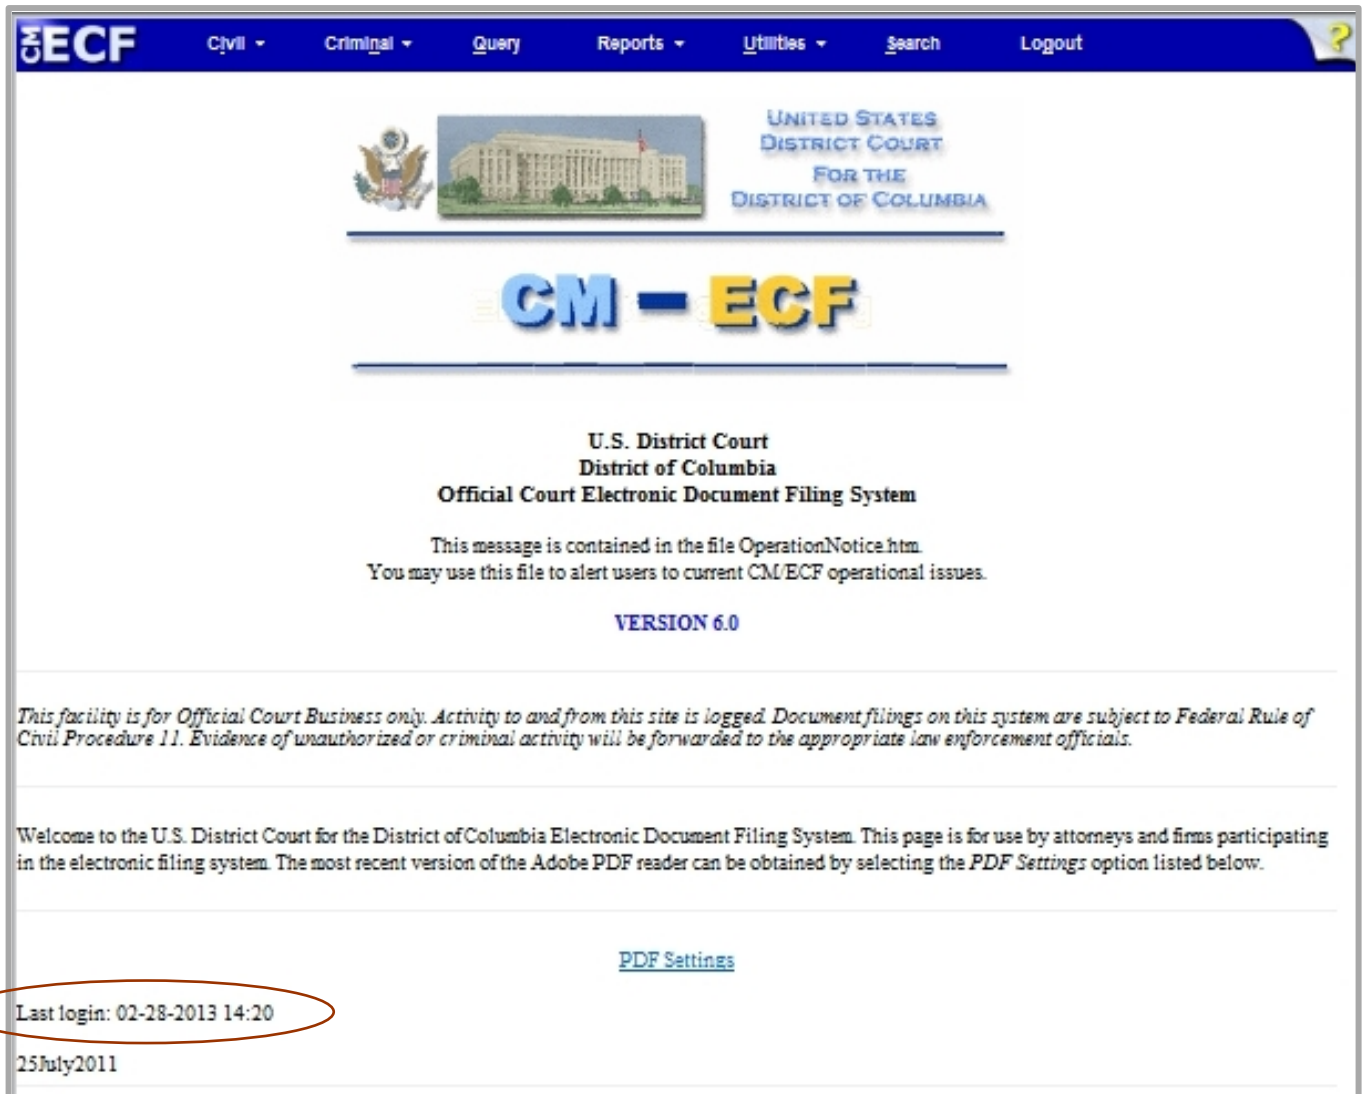 CM ECF Civil Criminal Query Reports Utilities Search Logout ?
UNITED STATES
DISTRICT COURT
FOR THE
DISTRICT OF COLUMBIA
CM – ECF
U.S. District Court
District of Columbia
Official Court Electronic Document Filing System
This message is contained in the file OperationNotice.htm.
You may use this file to alert users to current CM/ECF operational issues.
VERSION 6.0
This facility is for Official Court Business only. Activity to and from this site is logged. Document filings on this system are subject to Federal Rule of
Civil Procedure 11. Evidence of unauthorized or criminal activity will be forwarded to the appropriate law enforcement officials.
Welcome to the U.S. District Court for the District of Columbia Electronic Document Filing System. This page is for use by attorneys and firms participating
in the electronic filing system. The most recent version of the Adobe PDF reader can be obtained by selecting the PDF Settings option listed below.
PDF Settings
Last login: 02-28-2013 14:20
25July2011